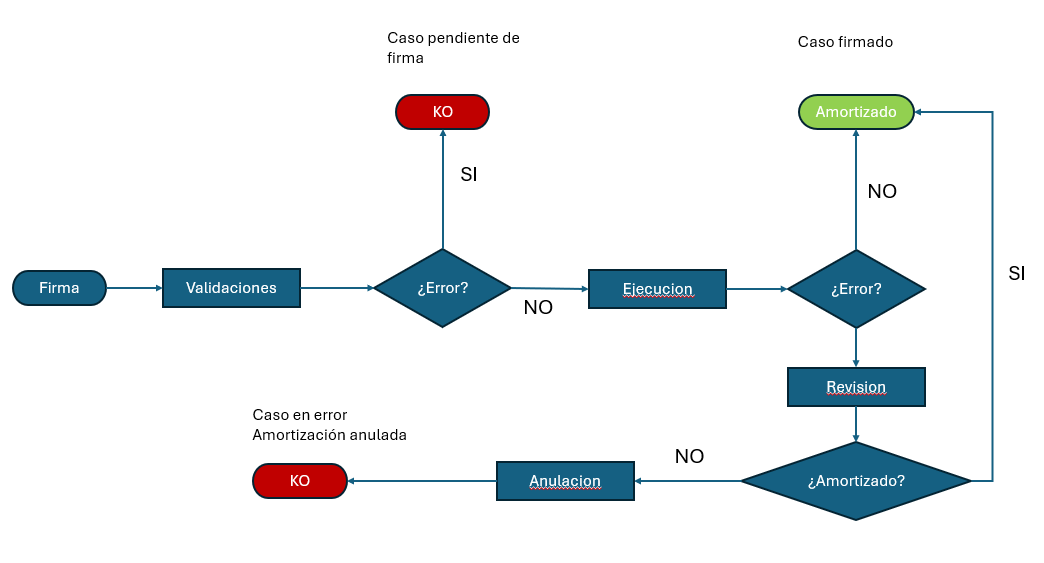 Caso pendiente de
firma
Caso firmado
KO
Amortizado
SI
NO
Firma
Validaciones
¿Error?
NO
Ejecucion
¿Error?
SI
Revision
Caso en error
Amortización anulada
KO
Anulacion
NO
¿Amortizado?